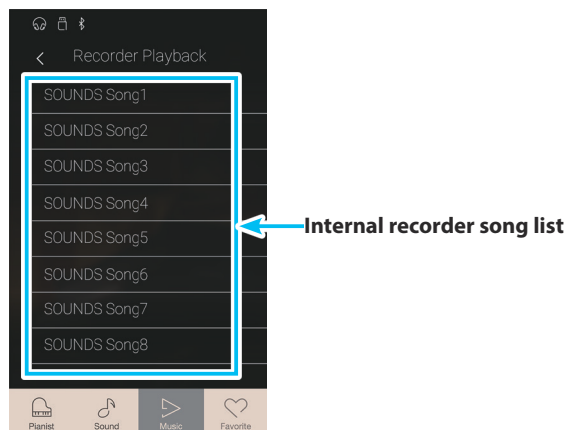 Recorder Playback
SOUNDS Song1
SOUNDS Song2
SOUNDS Song3
SOUNDS Song4
SOUNDS Song5
SOUNDS Song6
SOUNDS Song7
SOUNDS Song8
Internal recorder song list
Pianist Sound Music Favorite